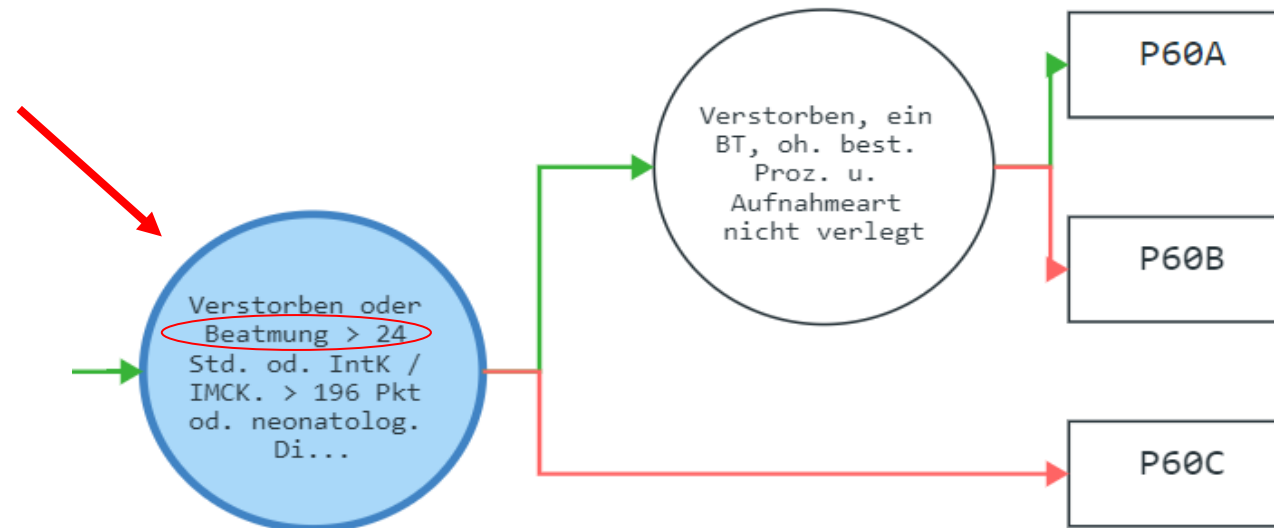 Verstorben oder
Beatmung > 24
Std. od. IntK /
IMCK. > 196 Pkt
od. neonatolog.
Di...
Verstorben, ein
BT, oh. best.
Proz. u.
Aufnahmeart
nicht verlegt
P60A
P60B
P60C